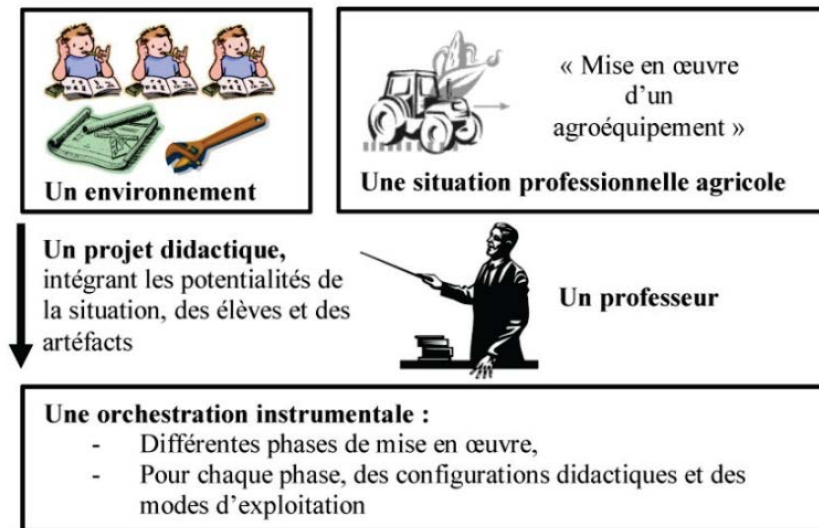 Un environnement
« Mise en œuvre
d'un
agroéquipement »
Une situation professionnelle agricole
Un projet didactique,
intégrant les potentialités de
la situation, des élèves et des
artéfacts
Un professeur
Une orchestration instrumentale :
- Différentes phases de mise en œuvre,
- Pour chaque phase, des configurations didactiques et des
modes d'exploitation